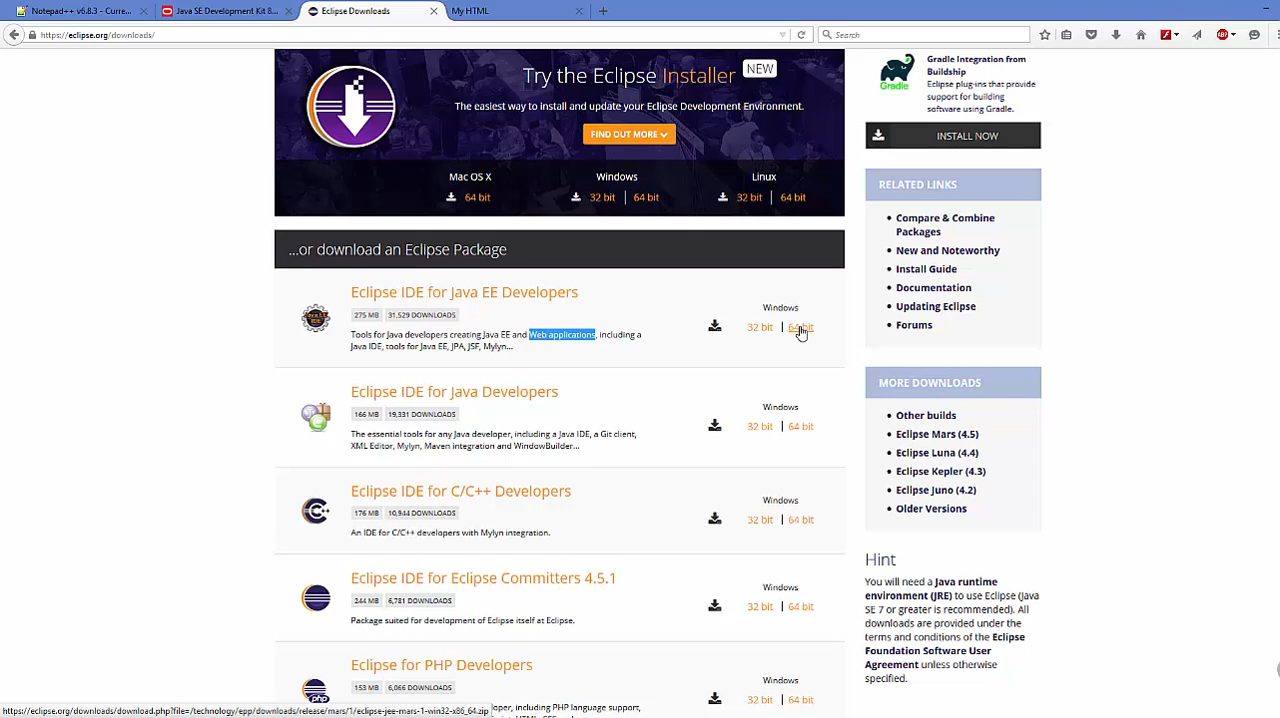 Notepad++ v6.8.3 - Curre...
Java SE Development Kit 8...
Eclipse Downloads
My HTML
https://eclipse.org/downloads/
Search
Try the Eclipse Installer NEW
The easiest way to install and update your Eclipse Development Environment.
FIND OUT MORE
Mac OS X
Windows
Linux
64 bit
32 bit | 64 bit
32 bit | 64 bit
...or download an Eclipse Package
Eclipse IDE for Java EE Developers
275 MB 31,529 DOWNLOADS
Tools for Java developers creating Java EE and Web applications, including a
Java IDE, tools for Java EE, JPA, JSF, Mylyn...
Windows
32 bit | 64 bit
Eclipse IDE for Java Developers
166 MB 19,331 DOWNLOADS
The essential tools for any Java developer, including a Java IDE, a Git client,
XML Editor, Mylyn, Maven integration and WindowBuilder...
Windows
32 bit | 64 bit
Eclipse IDE for C/C++ Developers
176 MB 10,944 DOWNLOADS
An IDE for C/C++ developers with Mylyn integration.
Windows
32 bit | 64 bit
Eclipse IDE for Eclipse Committers 4.5.1
244 MB 6,781 DOWNLOADS
Package suited for development of Eclipse itself at Eclipse.
Windows
32 bit | 64 bit
Eclipse for PHP Developers
153 MB 6,066 DOWNLOADS
oper, including PHP language support,
Windows
32 bit | 64 bit
Gradle
Gradle Integration from
Buildship
Eclipse plug-ins that provide
support for building
software using Gradle.
INSTALL NOW
RELATED LINKS
Compare & Combine
Packages
New and Noteworthy
Install Guide
Documentation
Updating Eclipse
Forums
MORE DOWNLOADS
Other builds
Eclipse Mars (4.5)
Eclipse Luna (4.4)
Eclipse Kepler (4.3)
Eclipse Juno (4.2)
Older Versions
Hint
You will need a Java runtime
environment (JRE) to use Eclipse (Java
SE 7 or greater is recommended). All
downloads are provided under the
terms and conditions of the Eclipse
Foundation Software User
Agreement unless otherwise
specified.
https://eclipse.org/downloads/download.php?file=/technology/epp/downloads/release/mars/1/eclipse-jee-mars-1-win32-x86_64.zip